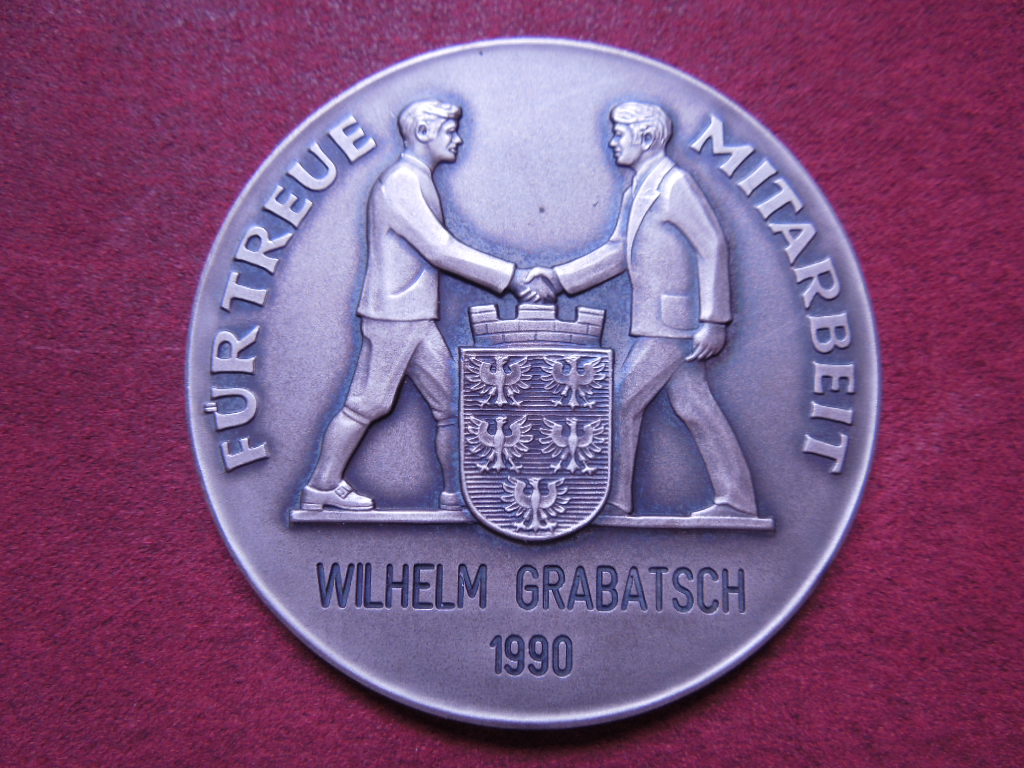 FÜR TREUE
MITARBEIT
WILHELM GRABATSCH
1990